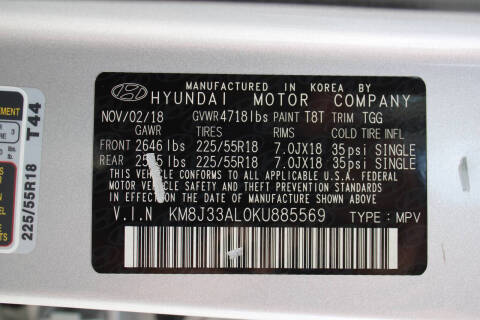 MANUFACTURED IN KOREA BY
HYUNDAI MOTOR COMPANY
NOV/02/18 GVWR 4718lbs PAINT T8T TRIM TGG
GAWR TIRES RIMS COLD TIRE INFL
FRONT 2646 lbs 225/55R18 7.0JX18 35psi SINGLE
REAR lbs 225/55R18 7.0JX18 35psi SINGLE
THIS VEHICLE CONFORMS TO ALL APPLICABLE U.S.A. FEDERAL
MOTOR VEHICLE SAFETY AND THEFT PREVENTION STANDARDS
IN EFFECT ON THE DATE OF MANUFACTURE SHOWN ABOVE.
V.I.N KM8J33AL0KU885569 TYPE: MPV
225/55R18 T44